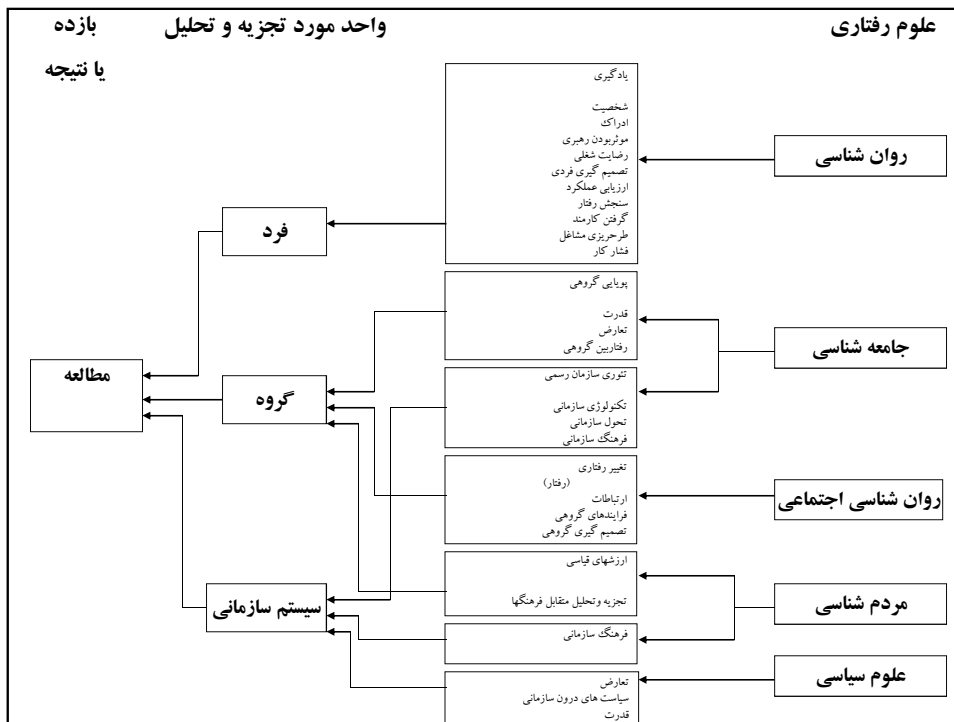 علوم رفتاری
واحد مورد تجزیه و تحلیل
بازده
یا نتیجه
روان شناسی
یادگیری
شخصیت
ادراک
موثربودن رهبری
رضایت شغلی
تصمیم گیری فردی
ارزیابی عملکرد
سنجش رفتار
گرفتن کارمند
طرحریزی مشاغل
فشار کار
فرد
جامعه شناسی
پویایی گروهی
قدرت
تعارض
رفتاربین گروهی
تئوری سازمان رسمی
تکنولوژی سازمانی
تحول سازمانی
فرهنگ سازمانی
گروه
مطالعه
روان شناسی اجتماعی
تغییر رفتاری
(رفتار)
ارتباطات
فرایندهای گروهی
تصمیم گیری گروهی
مردم شناسی
ارزشهای قیاسی
تجزیه وتحلیل متقابل فرهنگها
فرهنگ سازمانی
سیستم سازمانی
علوم سیاسی
تعارض
سیاست های درون سازمانی
قدرت